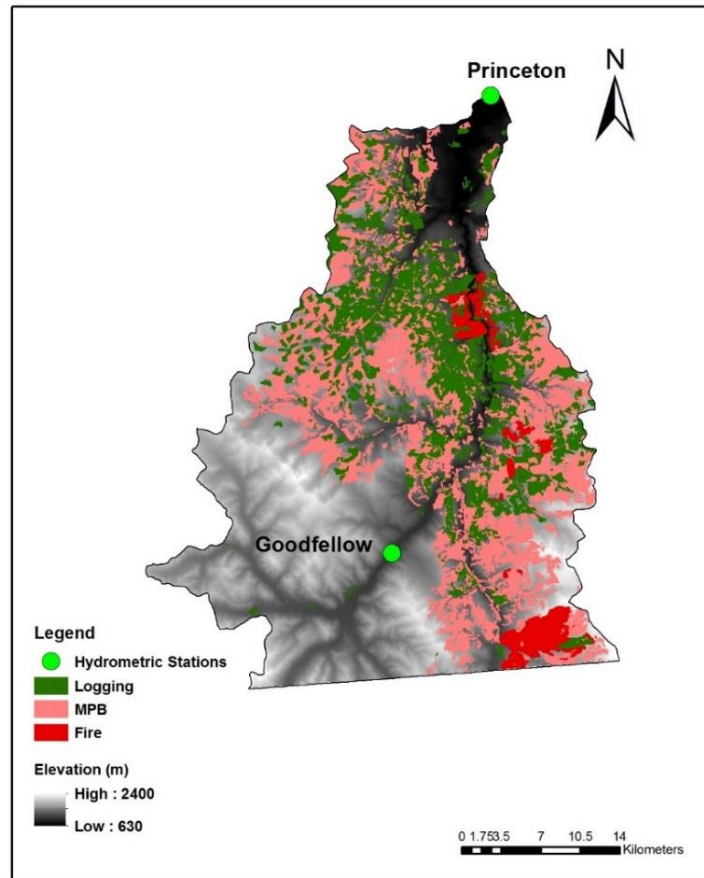 Princeton
N
Goodfellow
Legend
Hydrometric Stations
Logging
MPB
Fire
Elevation (m)
High : 2400
Low : 630
0 1.753.5 7 10.5 14
Kilometers